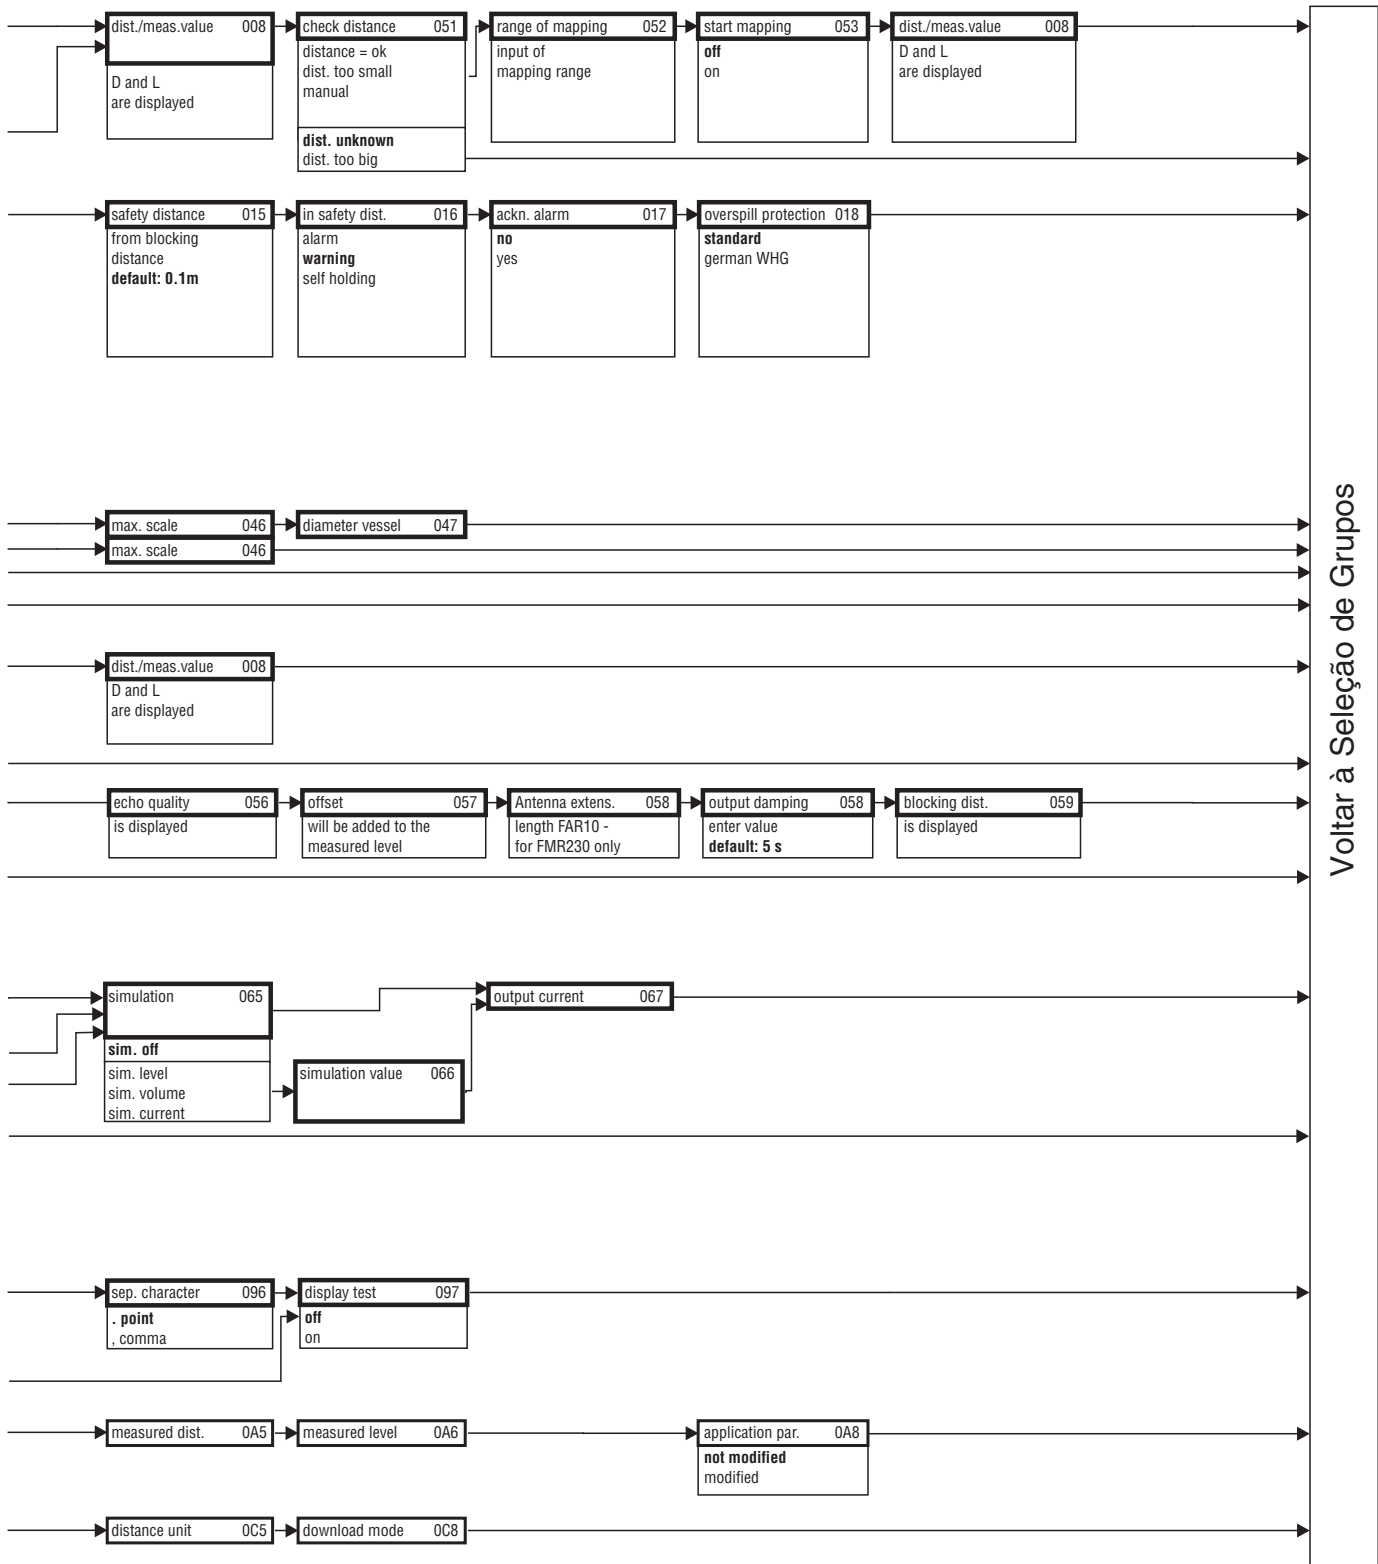 dist./meas.value 008
D and L
are displayed
check distance 051
distance = ok
dist. too small
manual
dist. unknown
dist. too big
range of mapping 052
input of
mapping range
start mapping 053
off
on
dist./meas.value 008
D and L
are displayed
safety distance 015
from blocking
distance
default: 0.1m
in safety dist. 016
alarm
warning
self holding
ackn. alarm 017
no
yes
overspill protection 018
standard
german WHG
max. scale 046
diameter vessel 047
max. scale 046
dist./meas.value 008
D and L
are displayed
echo quality 056
is displayed
offset 057
will be added to the
measured level
Antenna extens. 058
length FAR10 -
for FMR230 only
output damping 058
enter value
default: 5 s
blocking dist. 059
is displayed
simulation 065
sim. off
sim. level
sim. volume
sim. current
simulation value 066
output current 067
sep. character 096
. point
, comma
display test 097
off
on
measured dist. 0A5
measured level 0A6
application par. 0A8
not modified
modified
distance unit 0C5
download mode 0C8
Voltar à Seleção de Grupos